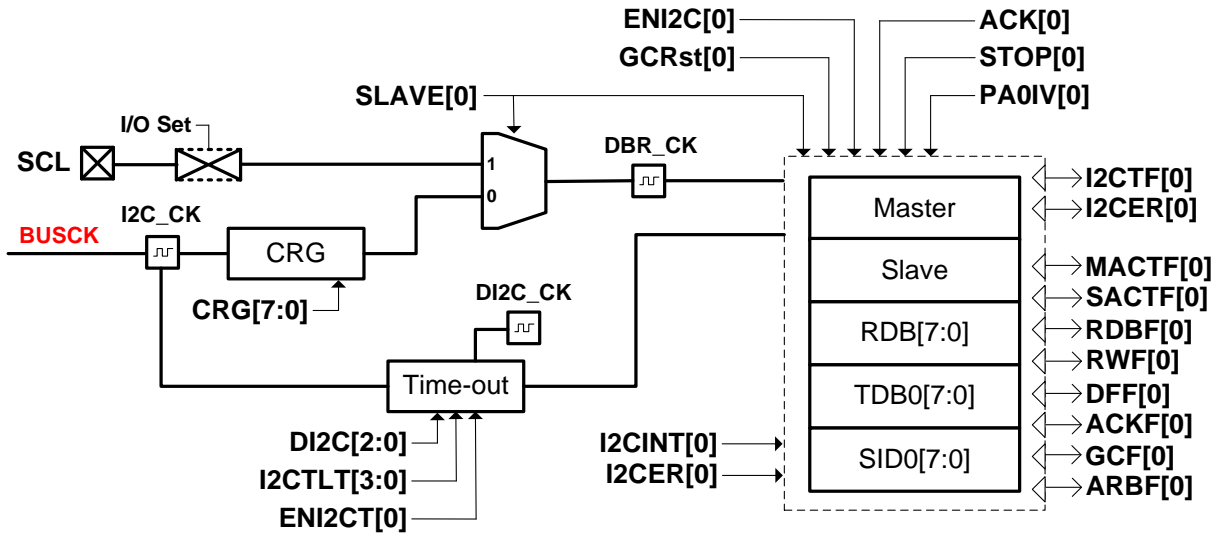 ENI2C[0]
ACK[0]
GCRst[0]
STOP[0]
SLAVE[0]
PA0IV[0]
I/O Set
SCL
1
0
DBR_CK
I2C_CK
BUSCK
CRG
CRG[7:0]
DI2C_CK
Time-out
DI2C[2:0]
I2CTLT[3:0]
ENI2CT[0]
I2CINT[0]
I2CER[0]
Master
Slave
RDB[7:0]
TDB0[7:0]
SID0[7:0]
I2CTF[0]
I2CER[0]
MACTF[0]
SACTF[0]
RDBF[0]
RWF[0]
DFF[0]
ACKF[0]
GCF[0]
ARBF[0]